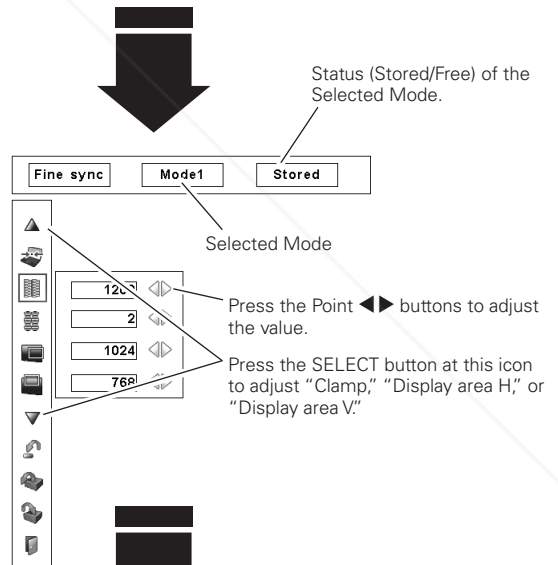 Status (Stored/Free) of the
Selected Mode.
Fine sync
Mode1
Stored
Selected Mode
2
1024
768
Press the Point ◀▶ buttons to adjust
the value.
Press the SELECT button at this icon
to adjust “Clamp,” “Display area H,” or
“Display area V.”